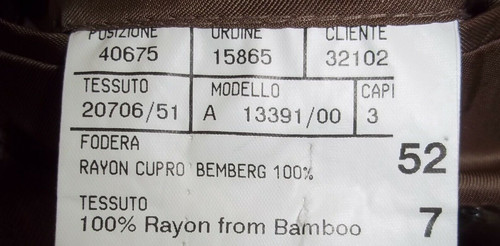 POSIZIONE ORDINE CLIENTE
40675 15865 32102
TESSUTO MODELLO CAPI
20706/51 A 13391/00 3
FODERA
RAYON CUPRO BEMBERG 100% 52
TESSUTO
100% Rayon from Bamboo 7